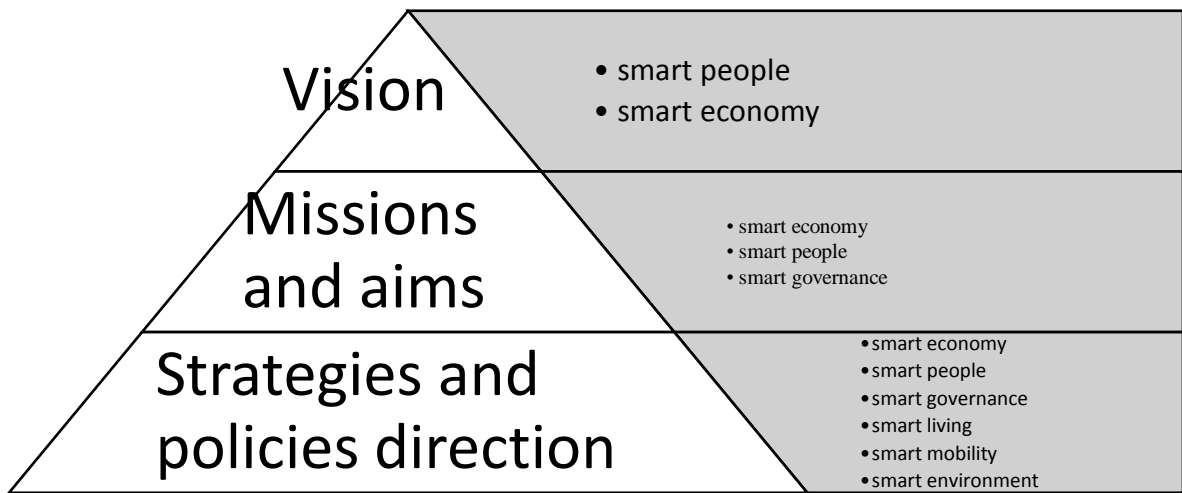 Vision
• smart people
• smart economy
Missions
and aims
• smart economy
• smart people
• smart governance
Strategies and
policies direction
• smart economy
• smart people
• smart governance
• smart living
• smart mobility
• smart environment